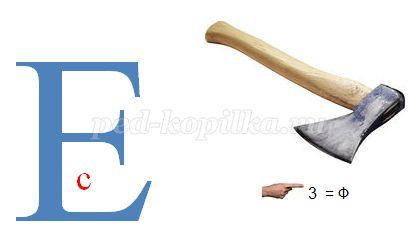 Е
с
ped-kopilka.ru
3 = Ф